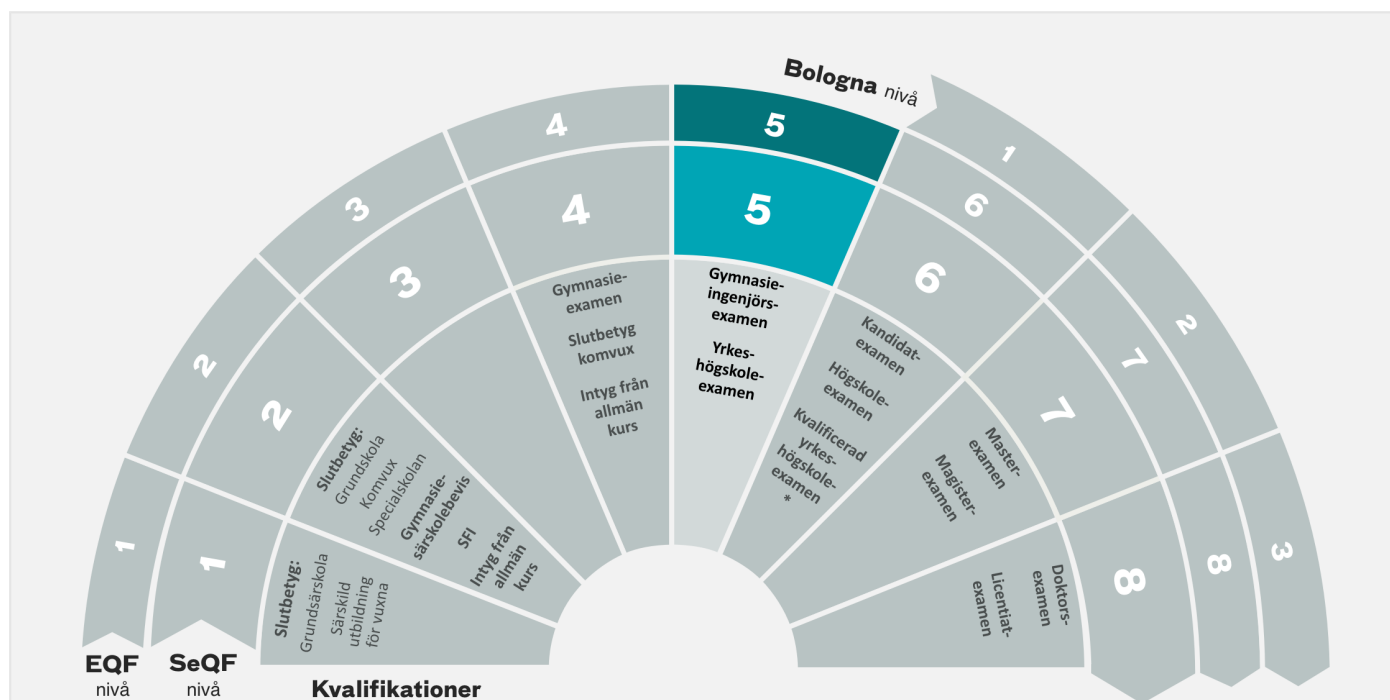 Bologna nivå
1
2
3
1
2
3
4
5
6
7
8
1
2
3
4
5
6
7
8
Slutbetyg:
Grundsärskola
Särskild
utbildning
för vuxna
Slutbetyg:
Grundskola
Komvux
Specialskolan
Gymnasie-
särskolebevis
SFI
Intyg från
allmän
kurs
Gymnasie-
examen
Slutbetyg
komvux
Intyg från
allmän
kurs
Gymnasie-
ingenjörs-
examen
Yrkes-
högskole-
examen
Kandidat-
examen
Högskole-
examen
Kvalificerad
yrkes-
högskole-
examen
*
Master-
examen
Magister-
examen
Doktors-
examen
Licentiat-
examen
EQF
nivå
SeQF
nivå
Kvalifikationer